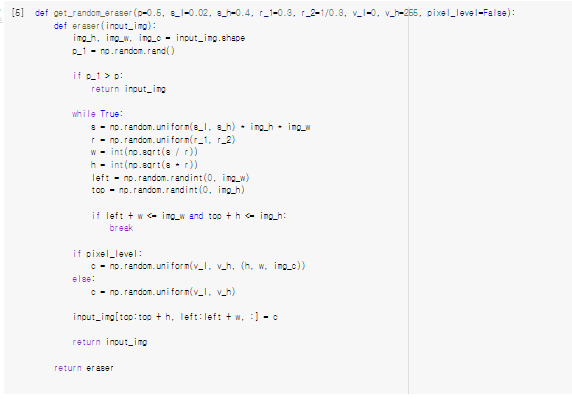 [5] def get_random_eraser(p=0.5, s_l=0.02, s_h=0.4, r_1=0.3, r_2=1/0.3, v_l=0, v_h=255, pixel_level=False):
def eraser(input_img):
img_h, img_w, img_c = input_img.shape
p_1 = np.random.rand()
if p_1 > p:
return input_img
while True:
s = np.random.uniform(s_l, s_h) * img_h * img_w
r = np.random.uniform(r_1, r_2)
w = int(np.sqrt(s / r))
h = int(np.sqrt(s * r))
left = np.random.randint(0, img_w)
top = np.random.randint(0, img_h)
if left + w <= img_w and top + h <= img_h:
break
if pixel_level:
c = np.random.uniform(v_l, v_h, (h, w, img_c))
else:
c = np.random.uniform(v_l, v_h)
input_img[top:top + h, left:left + w, :] = c
return input_img
return eraser